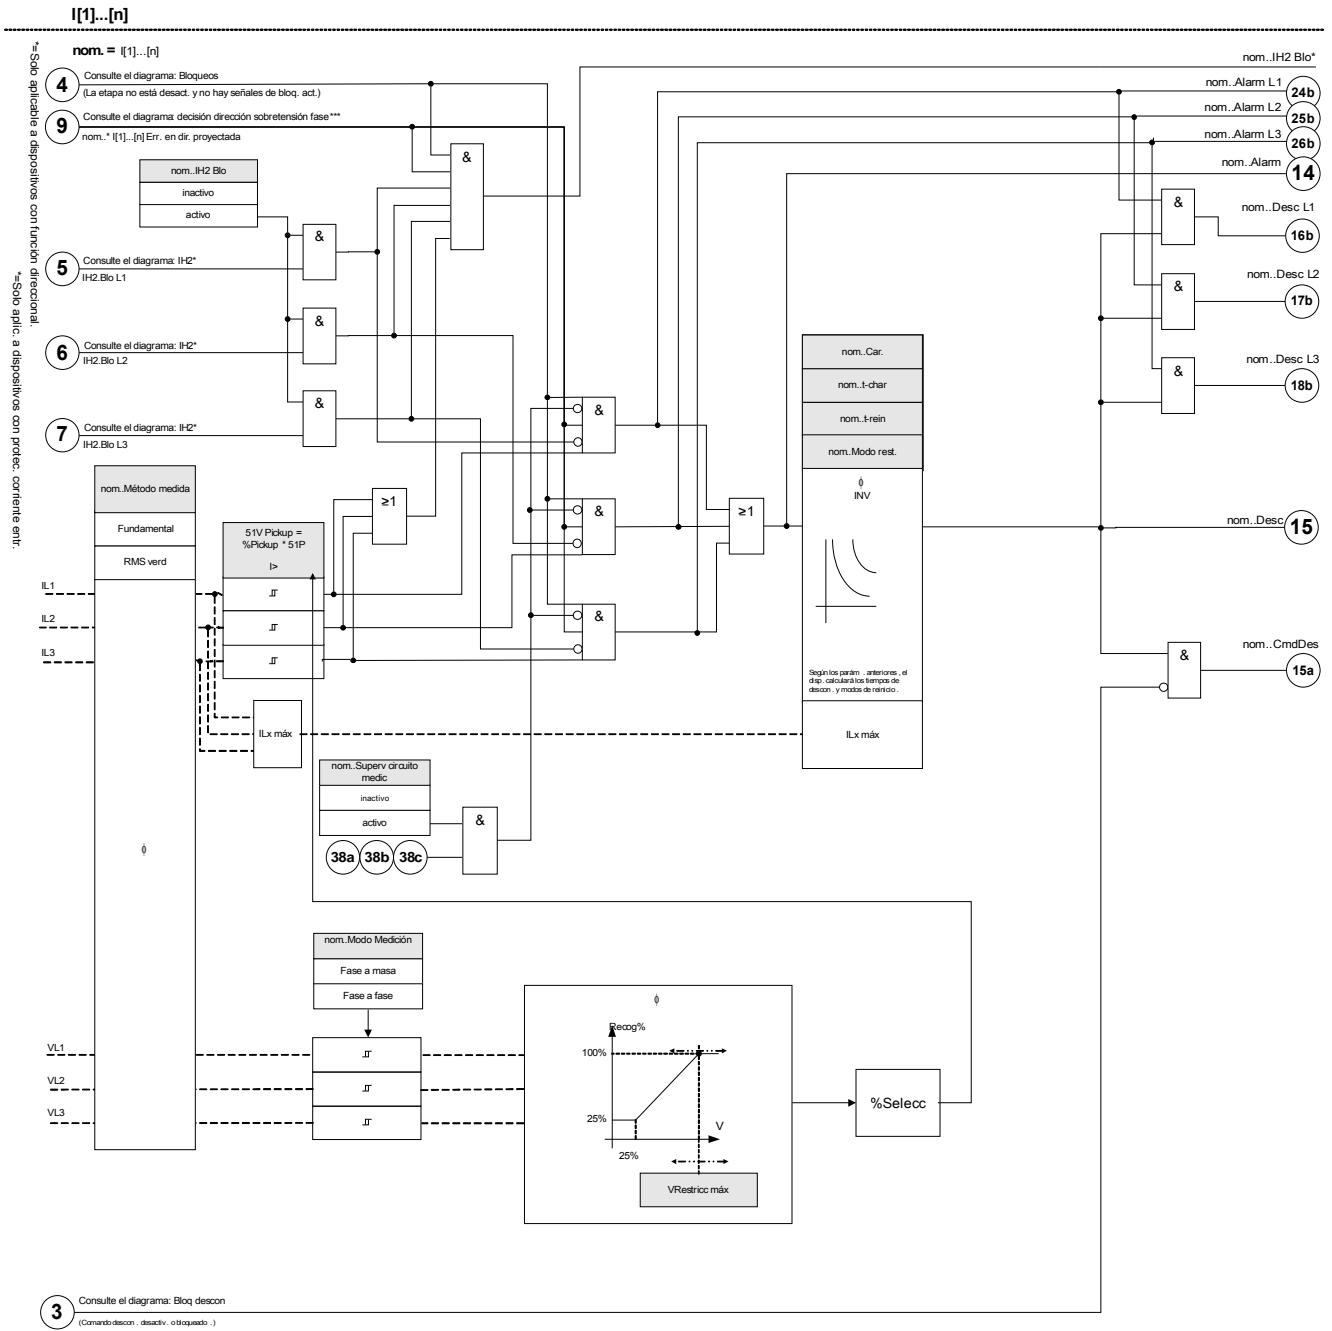 I[1]...[n]
*=Solo aplicable a dispositivos con función direccional.
*=Solo aplic. a dispositivos con protec. corriente entr.
nom. = I[1]...[n]
4
Consulte el diagrama: Bloqueos
(La etapa no está desact. y no hay señales de bloq. act.)
9
Consulte el diagrama: decisión dirección sobretensión fase***
nom..* I[1]...[n] Err. en dir. proyectada
nom..IH2 Blo
inactivo
activo
5
Consulte el diagrama: IH2*
IH2.Blo L1
6
Consulte el diagrama: IH2*
IH2.Blo L2
7
Consulte el diagrama: IH2*
IH2.Blo L3
&
&
&
&
nom..IH2 Blo*
nom..Alarm L1
24b
nom..Alarm L2
25b
nom..Alarm L3
26b
nom..Alarm
14
&
nom..Desc L1
16b
&
nom..Desc L2
17b
&
nom..Desc L3
18b
nom..Método medida
Fundamental
RMS verd
ϕ
51V Pickup =
%Pickup * 51P
I>
≥1
&
&
&
≥1
nom..Car.
nom..t-char
nom..t-rein
nom..Modo rest.
ϕ
INV
Según los parám . anteriores , el
disp . calculará los tiempos de
descon . y modos de reinicio .
ILx máx
nom..Desc
15
&
nom..CmdDes
15a
IL1
IL2
IL3
ILx máx
nom..Superv circuito
medic
inactivo
activo
&
38a
38b
38c
nom..Modo Medición
Fase a masa
Fase a fase
VL1
VL2
VL3
ϕ
Recog%
100%
25%
V
25%
VRestricc máx
%Selecc
3
Consulte el diagrama: Bloq descon
(Comando descon . desactiv. o bloqueado . )